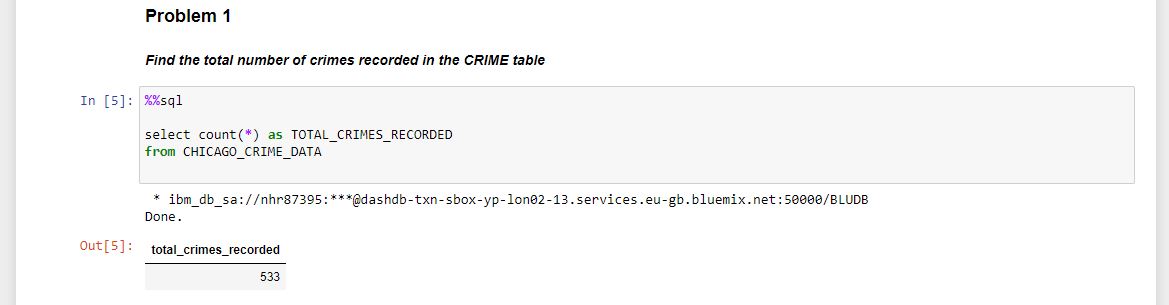 Problem 1
Find the total number of crimes recorded in the CRIME table
In [5]: %%sql
select count(*) as TOTAL_CRIMES_RECORDED
from CHICAGO_CRIME_DATA
* ibm_db_sa://nhr87395:***@dashdb-txn-sbox-yp-lon02-13.services.eu-gb.bluemix.net:50000/BLUDB
Done.
Out[5]: total_crimes_recorded
533